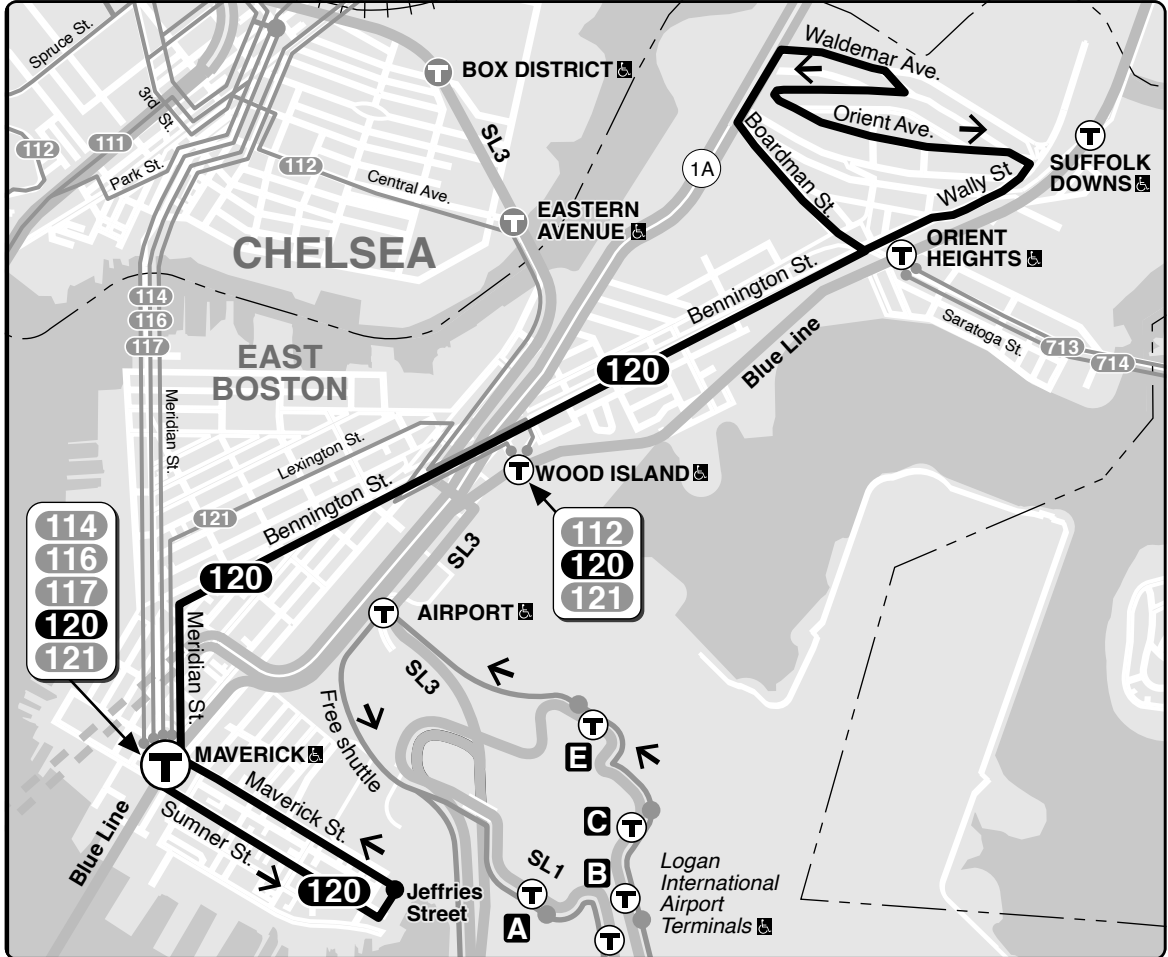 Waldemar Ave.
Spruce St.
BOX DISTRICT
3rd St.
SL3
Orient Ave.
112
111
Boardman St.
SUFFOLK
DOWNS
112
1A
Park St.
Central Ave.
Wally St
EASTERN
AVENUE
CHELSEA
ORIENT
HEIGHTS
114
116
117
Bennington St.
Saratoga St.
713
714
EAST
BOSTON
Blue Line
120
Meridian St.
Lexington St.
WOOD ISLAND
Bennington St.
121
114
116
117
120
121
112
120
121
SL3
120
AIRPORT
Meridian St.
SL3
Free shuttle
MAVERICK
E
Maverick St.
Sumner St.
C
Blue Line
SL1
B
Logan
International
Airport
Terminals
120
Jeffries
Street
A
T
T
T
T
T
T
T
T
T
T
T
T
T